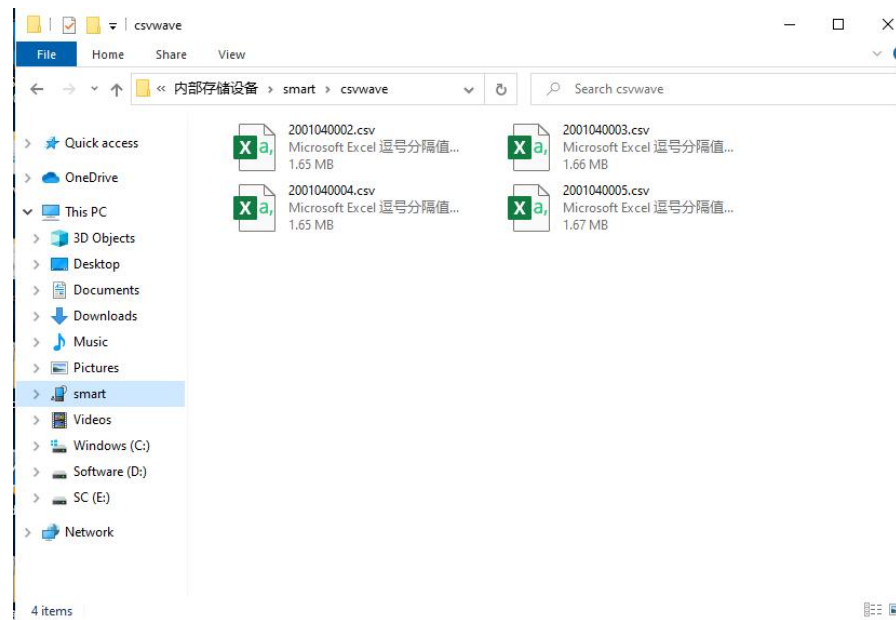 csvwave
File Home Share View
« 内部存储设备 › smart › csvwave
Search csvwave
Quick access
OneDrive
This PC
3D Objects
Desktop
Documents
Downloads
Music
Pictures
smart
Videos
Windows (C:)
Software (D:)
SC (E:)
Network
2001040002.csv
Microsoft Excel 逗号分隔值...
1.65 MB
2001040003.csv
Microsoft Excel 逗号分隔值...
1.66 MB
2001040004.csv
Microsoft Excel 逗号分隔值...
1.65 MB
2001040005.csv
Microsoft Excel 逗号分隔值...
1.67 MB
4 items